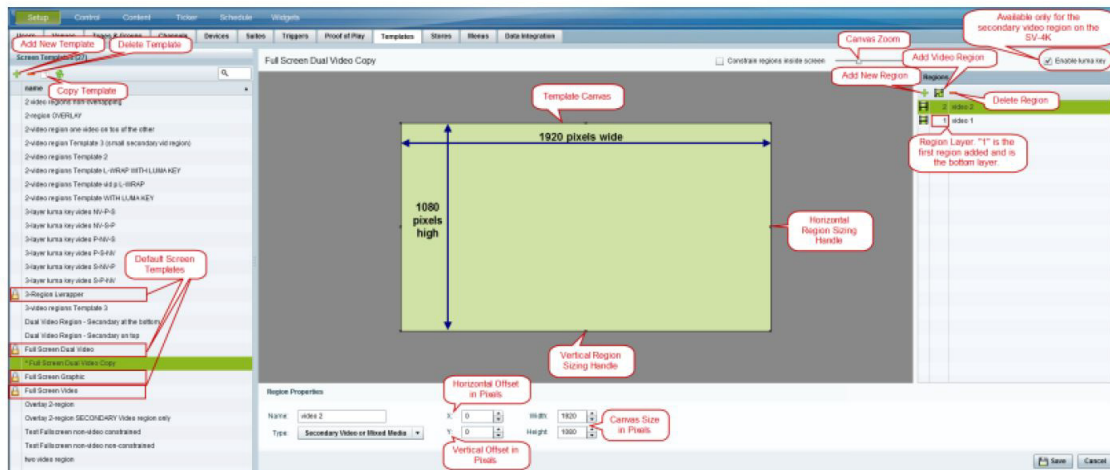 Setup Control Content Ticker Schedule Widgets
Devices Suites Triggers Proof of Play Templates Stores Menus Data Integration
Add New Template
Delete Template
Copy Template
name
2 video regions non overlapping
2-region OVERLAY
2-video region one video on tos of the other
2-video region Template 3 (small secondary vid region)
2-video regions Template 2
2-video regions Template L-WRAP WITH LUMA KEY
2-video regions Template vid p L-WRAP
2-video regions Template WITH LUMA KEY
3-layer luma key video NV-P-S
3-layer luma key video NV-S-P
3-layer luma key video P-NV-S
3-layer luma key video P-S-NV
3-layer luma key video S-NV-P
3-layer luma key video S-P-NV
Default Screen
Templates
3-Region Lwrapper
3-video regions Template 3
Dual Video Region - Secondary at the bottom
Dual Video Region - Secondary on top
Full Screen Dual Video
* Full Screen Dual Video Copy
Full Screen Graphic
Full Screen Video
Overlay 2-region
Overlay 2-region SECONDARY Video region only
Test Fullscreen non-video constrained
Test Fullscreen non-video non-constrained
two video region
Full Screen Dual Video Copy
Constrain regions inside screen
Canvas Zoom
Template Canvas
1920 pixels wide
1080
pixels
high
Horizontal
Region Sizing
Handle
Vertical Region
Sizing Handle
Available only for the
secondary video region on the
SV-4K
Enable luma key
Add Video Region
Add New Region
Regions
Delete Region
2 video 2
1 video 1
Region Layer. "1" is the
first region added and is
the bottom layer.
Region Properties
Horizontal Offset
in Pixels
Name: video 2 X: 0 Width: 1920
Type: Secondary Video or Mixed Media Y: 0 Height: 1080
Canvas Size
in Pixels
Vertical Offset in
Pixels
Save Cancel